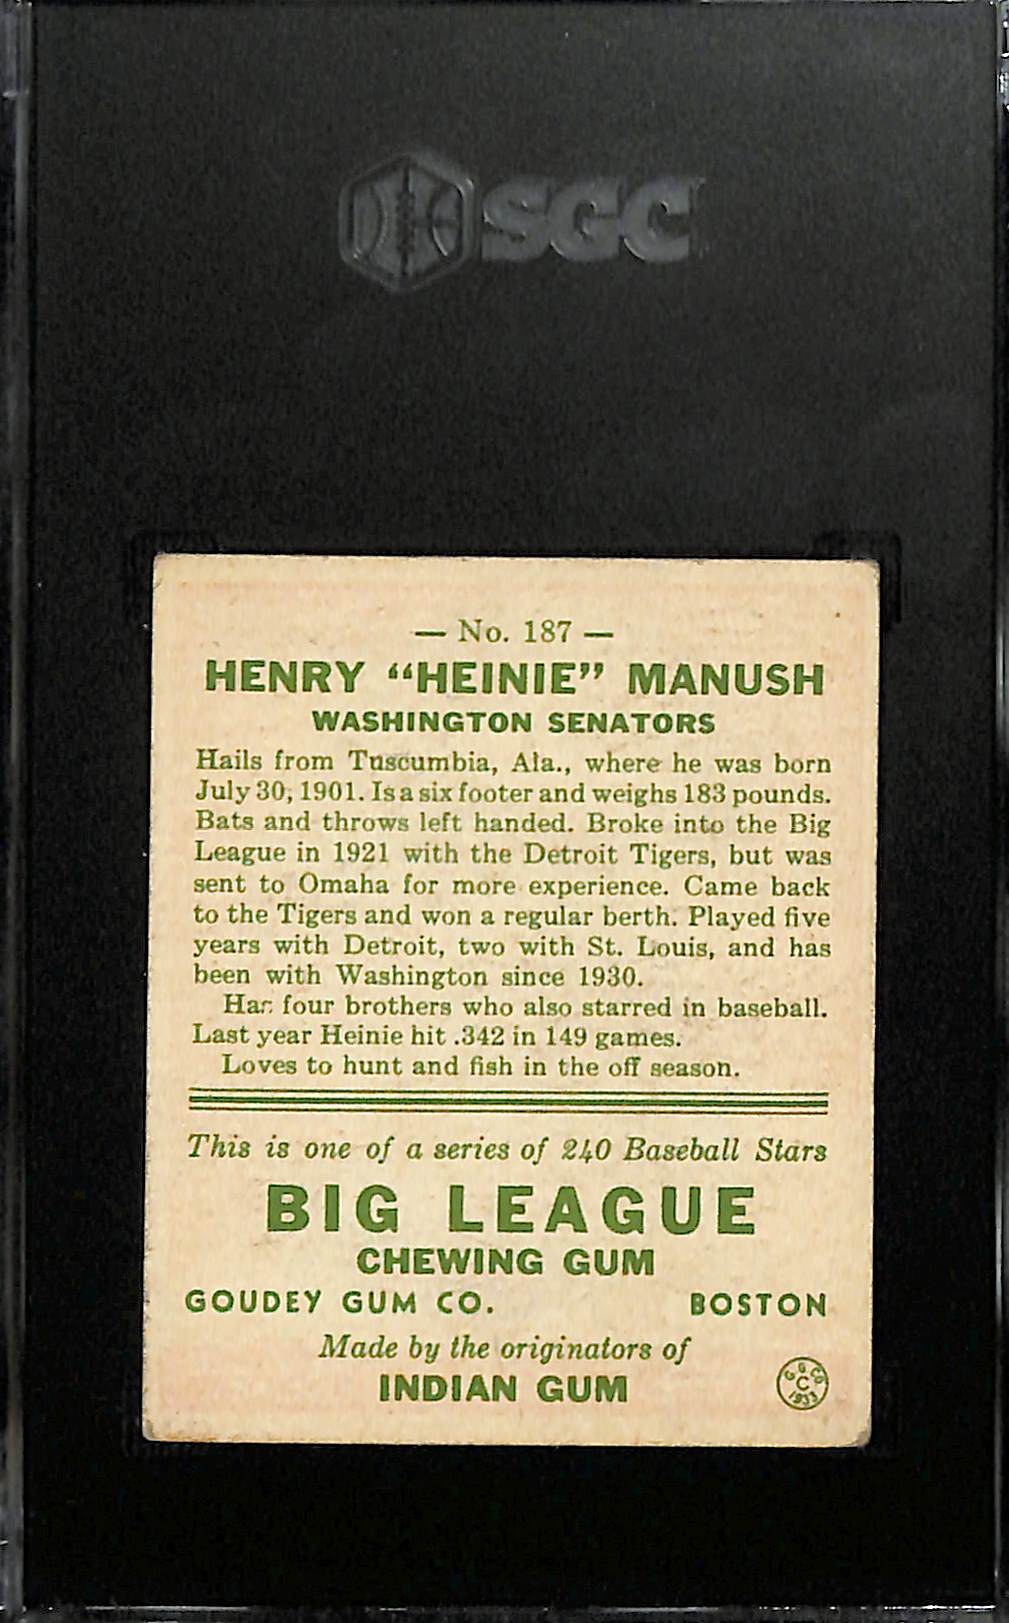 SGC
— No. 187 —
HENRY “HEINIE” MANUSH
WASHINGTON SENATORS
Hails from Tuscumbia, Ala., where he was born
July 30, 1901. Is a six footer and weighs 183 pounds.
Bats and throws left handed. Broke into the Big
League in 1921 with the Detroit Tigers, but was
sent to Omaha for more experience. Came back
to the Tigers and won a regular berth. Played five
years with Detroit, two with St. Louis, and has
been with Washington since 1930.
Has four brothers who also starred in baseball.
Last year Heinie hit .342 in 149 games.
Loves to hunt and fish in the off season.
This is one of a series of 240 Baseball Stars
BIG LEAGUE
CHEWING GUM
GOUDEY GUM CO. BOSTON
Made by the originators of
INDIAN GUM
G. G. CO.
C
1933